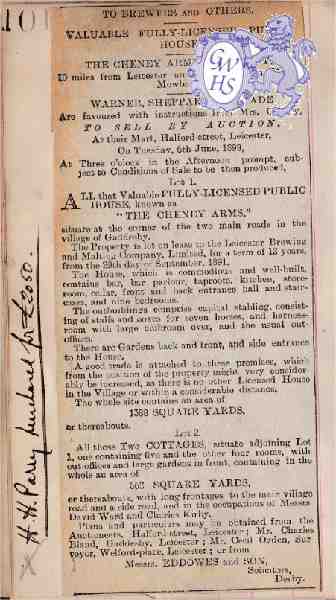 101
TO BREWERS AND OTHERS.
VALUABLE FULLY-LICENSED PU
HOUSE
THE CHENEY ARMS
10 miles from Leicester an
Mowb
WARNER, SHEPPA ADE
Are favoured with instructions from Mrs.
TO SELL BY AUCTION,
At their Mart, Halford-street, Leicester,
On Tuesday, 6th June, 1893,
At Three o'clock in the Afternoon prompt, sub-
ject to Conditions of Sale to be then produced,
Lot 1.
ALL that Valuable FULLY-LICENSED PUBLIC
HOUSE, known as
"THE CHENEY ARMS,"
situate at the corner of the two main roads in the
village of Gaddesby.
The Property is let on lease to the Leicester Brewing
and Malting Company, Limited, for a term of 12 years,
from the 29th day of September, 1891.
The House, which is commodious and well-built,
contains bar, bar parlour, taproom, kitchen, store-
room, cellar, front and back entrance hall and stair-
cases, and nine bedrooms.
The outbuildings comprise capital stabling, consist-
ing of stalls and boxes for seven horses, and harness-
room with large ballroom over, and the usual out-
offices.
There are Gardens back and front, and side entrance
to the House.
A good trade is attached to these premises, which
from the situation of the property might very consider-
ably be increased, as there is no other Licensed House
in the Village or within a considerable distance.
The whole site contains an area of
1388 SQUARE YARDS,
or thereabouts.
Lot 2.
All those Two COTTAGES, situate adjoining Lot
1, one containing five and the other four rooms, with
out-offices and large gardens in front, containing in the
whole an area of
SQUARE YARDS,
or thereabouts, with long frontages to the main village
road and a side road, and in the occupations of Messrs
David Ward and Charles Kirby.
Plans and particulars may be obtained from the
Auctioneers, Halford-street, Leicester; Mr. Charles
Bland, Gaddesby, Leicester; Mr. Cecil Ogden, Sur-
veyor, Welford-place, Leicester; or from
Messrs. EDDOWES and SON,
Solicitors,
Derby.
H. H. Parry purchased for £2050.
GWHS